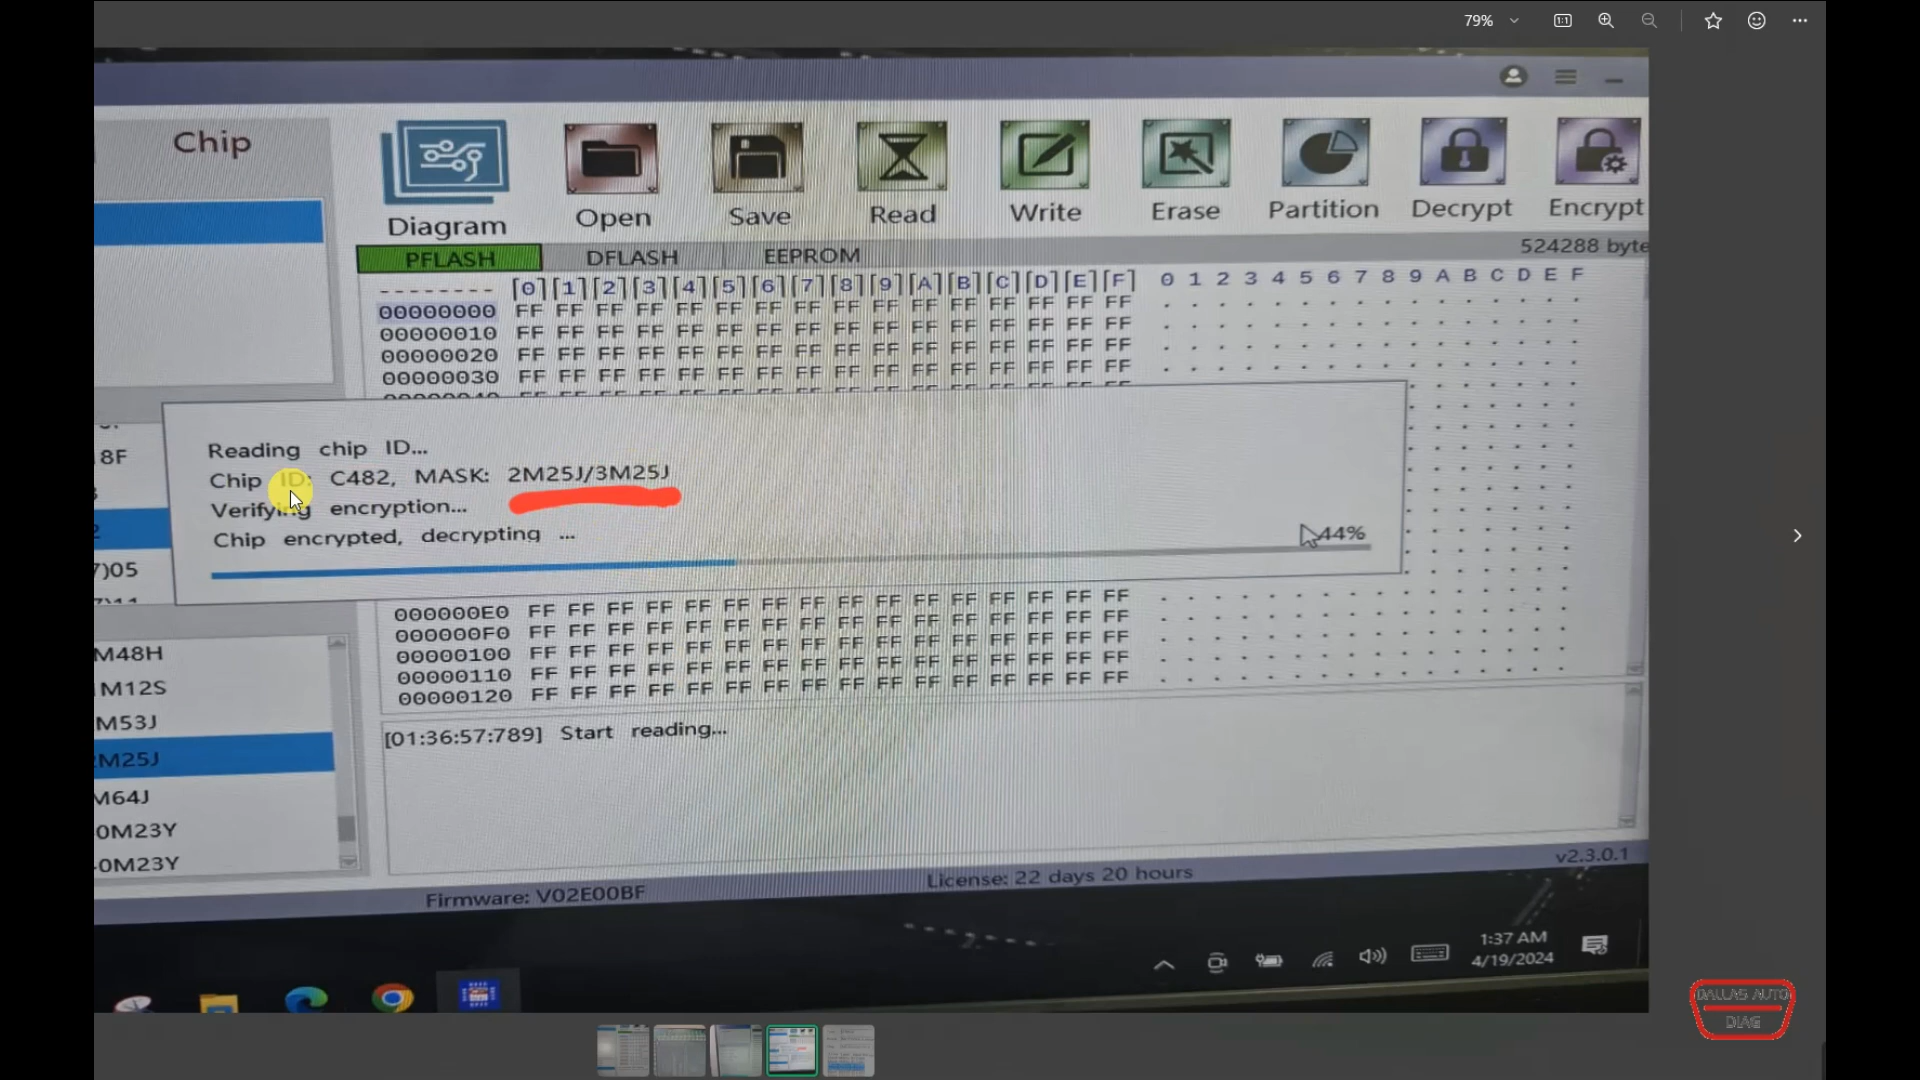 79%
Chip
Diagram
Open
Save
Read
Write
Erase
Partition
Decrypt
Encrypt
PFLASH DFLASH EEPROM
524288 byte
-------- [0] [1] [2] [3] [4] [5] [6] [7] [8] [9] [A] [B] [C] [D] [E] [F] 0 1 2 3 4 5 6 7 8 9 A B C D E F
00000000 FF FF FF FF FF FF FF FF FF FF FF FF FF FF FF FF . . . . . . . . . . . . . . . .
00000010 FF FF FF FF FF FF FF FF FF FF FF FF FF FF FF FF . . . . . . . . . . . . . . . .
00000020 FF FF FF FF FF FF FF FF FF FF FF FF FF FF FF FF . . . . . . . . . . . . . . . .
00000030 FF FF FF FF FF FF FF FF FF FF FF FF FF FF FF FF . . . . . . . . . . . . . . . .
8F
Reading chip ID...
Chip ID: C482, MASK: 2M25J/3M25J
Verifying encryption...
Chip encrypted, decrypting ...
44%
)05
000000E0 FF FF FF FF FF FF FF FF FF FF FF FF FF FF FF FF . . . . . . . . . . . . . . . .
000000F0 FF FF FF FF FF FF FF FF FF FF FF FF FF FF FF FF . . . . . . . . . . . . . . . .
00000100 FF FF FF FF FF FF FF FF FF FF FF FF FF FF FF FF . . . . . . . . . . . . . . . .
00000110 FF FF FF FF FF FF FF FF FF FF FF FF FF FF FF FF . . . . . . . . . . . . . . . .
00000120 FF FF FF FF FF FF FF FF FF FF FF FF FF FF FF FF . . . . . . . . . . . . . . . .
M48H
M12S
M53J
M25J
M64J
0M23Y
0M23Y
[01:36:57:789] Start reading...
v2.3.0.1
Firmware: V02E00BF
License: 22 days 20 hours
1:37 AM
4/19/2024
DALLAS AUTO
DIAG